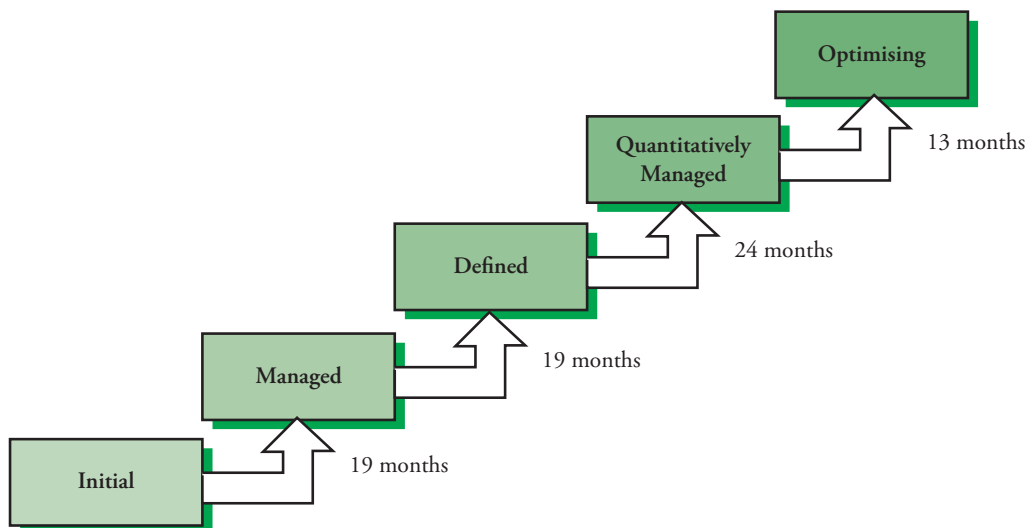 Optimising
13 months
Quantitatively
Managed
24 months
Defined
19 months
Managed
19 months
Initial